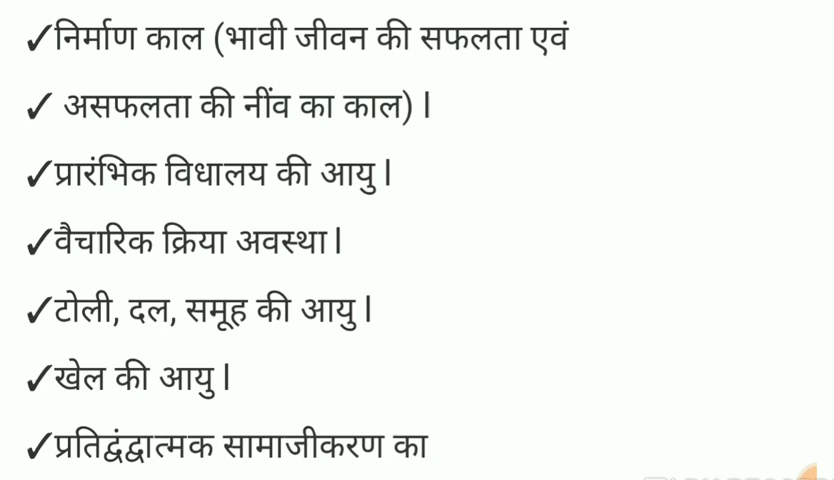 ✓निर्माण काल (भावी जीवन की सफलता एवं
✓ असफलता की नींव का काल) l
✓प्रारंभिक विधालय की आयु l
✓वैचारिक क्रिया अवस्था l
✓टोली, दल, समूह की आयु l
✓खेल की आयु l
✓प्रतिद्वंद्वात्मक सामाजीकरण का